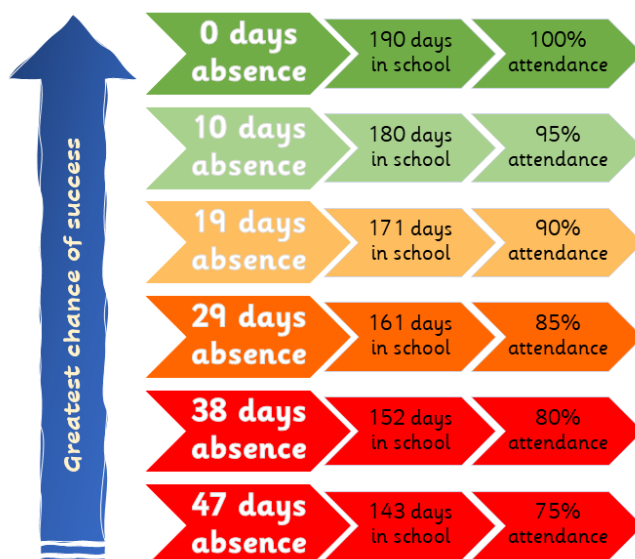 Greatest chance of success
0 days
absence
190 days
in school
100%
attendance
10 days
absence
180 days
in school
95%
attendance
19 days
absence
171 days
in school
90%
attendance
29 days
absence
161 days
in school
85%
attendance
38 days
absence
152 days
in school
80%
attendance
47 days
absence
143 days
in school
75%
attendance